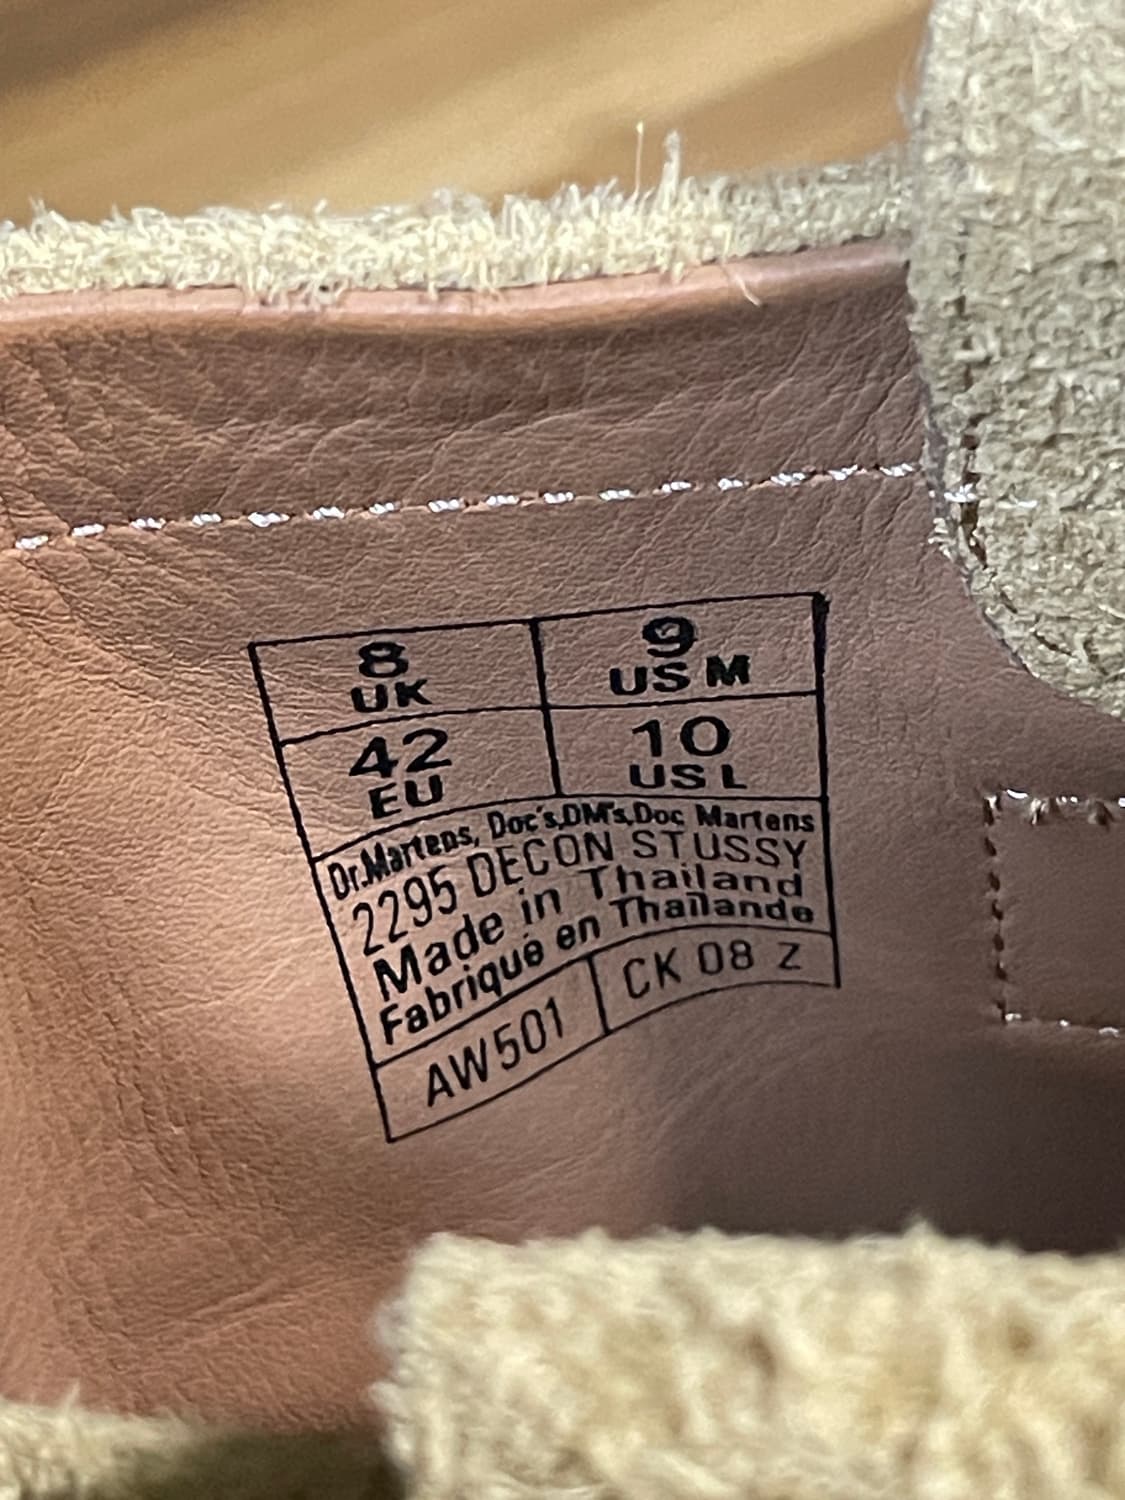 8 UK 9 US M
42 EU 10 US L
Dr.Martens, Doc's,DM's,Doc Martens
2295 DECON STUSSY
Made in Thailand
Fabriqué en Thaïlande
AW501 CK 08 Z